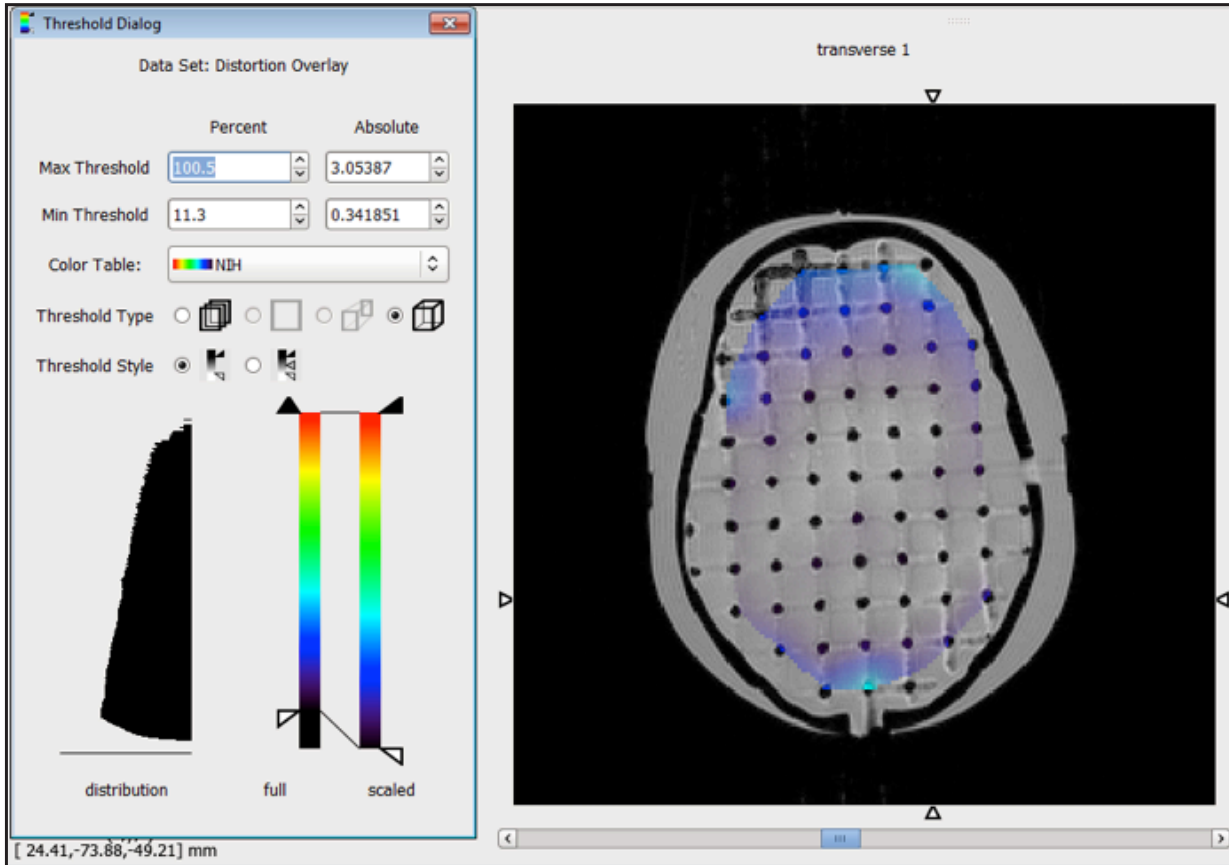 Threshold Dialog
Data Set: Distortion Overlay
Percent Absolute
Max Threshold 100.5 3.05387
Min Threshold 11.3 0.341851
Color Table: NIH
Threshold Type
Threshold Style
distribution full scaled
[ 24.41,-73.88,-49.21] mm
transverse 1